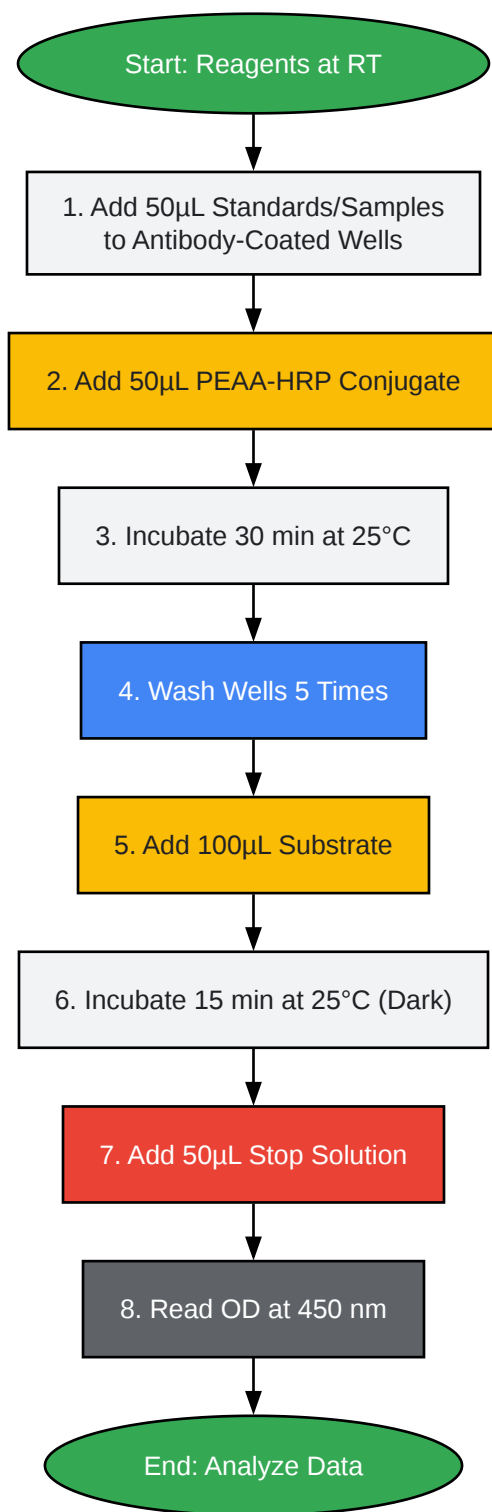 Start: Reagents at RT
1. Add 50µL Standards/Samples
to Antibody-Coated Wells
2. Add 50µL PEAA-HRP Conjugate
3. Incubate 30 min at 25°C
4. Wash Wells 5 Times
5. Add 100µL Substrate
6. Incubate 15 min at 25°C (Dark)
7. Add 50µL Stop Solution
8. Read OD at 450 nm
End: Analyze Data